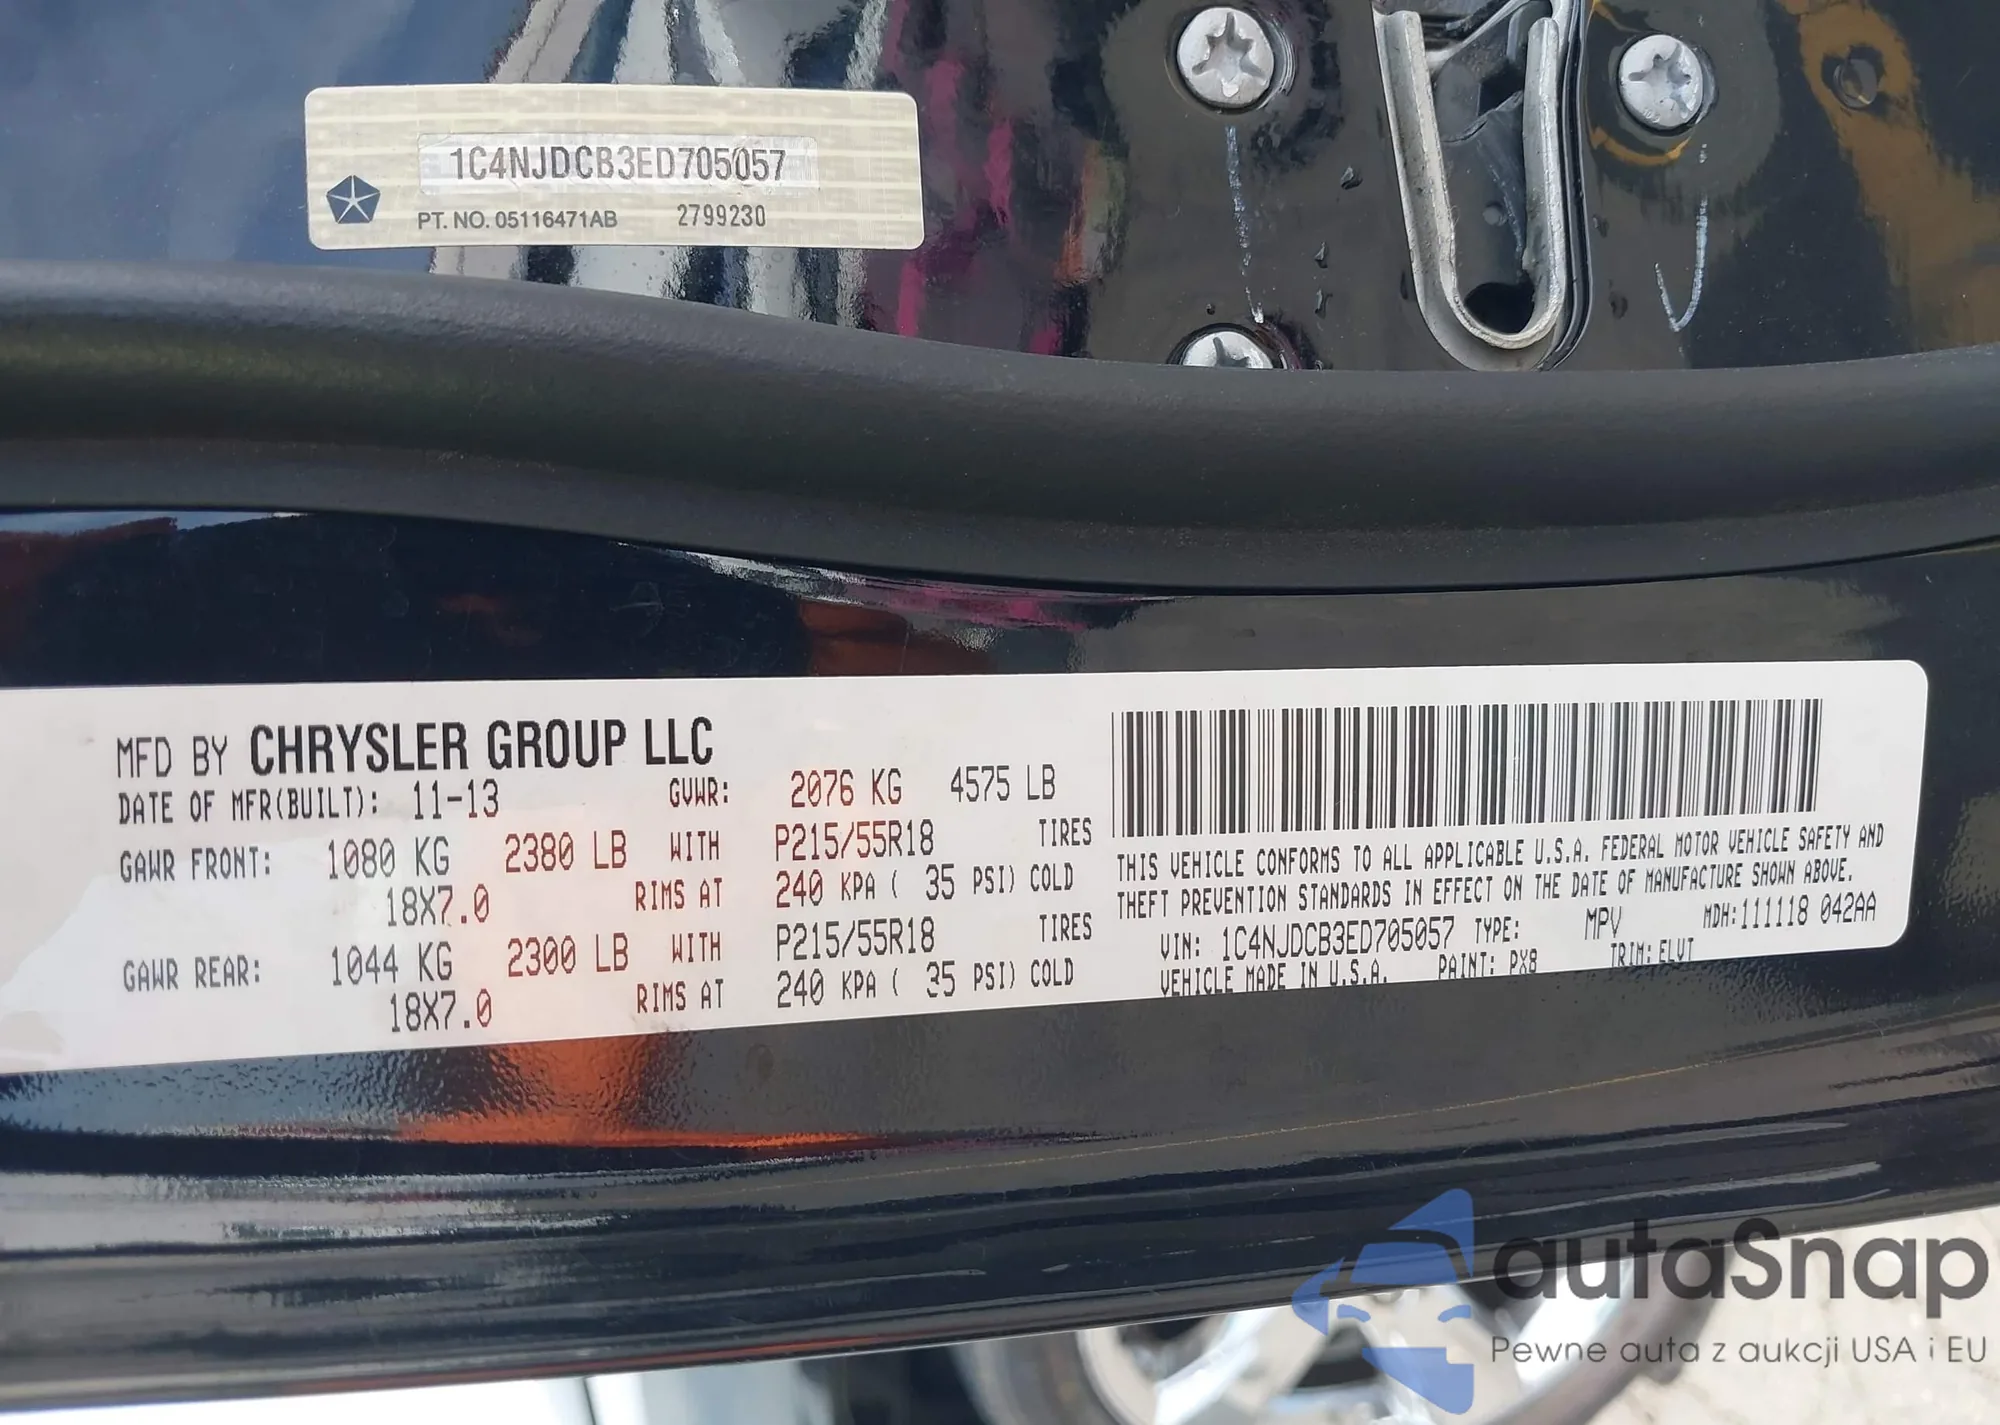 1C4NJDCB3ED705057
PT. NO. 05116471AB 2799230
MFD BY CHRYSLER GROUP LLC
DATE OF MFR(BUILT): 11-13 GVWR: 2076 KG 4575 LB
GAWR FRONT: 1080 KG 2380 LB WITH P215/55R18 TIRES
18X7.0 RIMS AT 240 KPA ( 35 PSI) COLD
GAWR REAR: 1044 KG 2300 LB WITH P215/55R18 TIRES
18X7.0 RIMS AT 240 KPA ( 35 PSI) COLD
THIS VEHICLE CONFORMS TO ALL APPLICABLE U.S.A. FEDERAL MOTOR VEHICLE SAFETY AND
THEFT PREVENTION STANDARDS IN EFFECT ON THE DATE OF MANUFACTURE SHOWN ABOVE.
VIN: 1C4NJDCB3ED705057 TYPE: MPV MDH:111118 042AA
VEHICLE MADE IN U.S.A. PAINT: PX8 TRIM: ELVT
autaSnap
Pewne auta z aukcji USA i EU